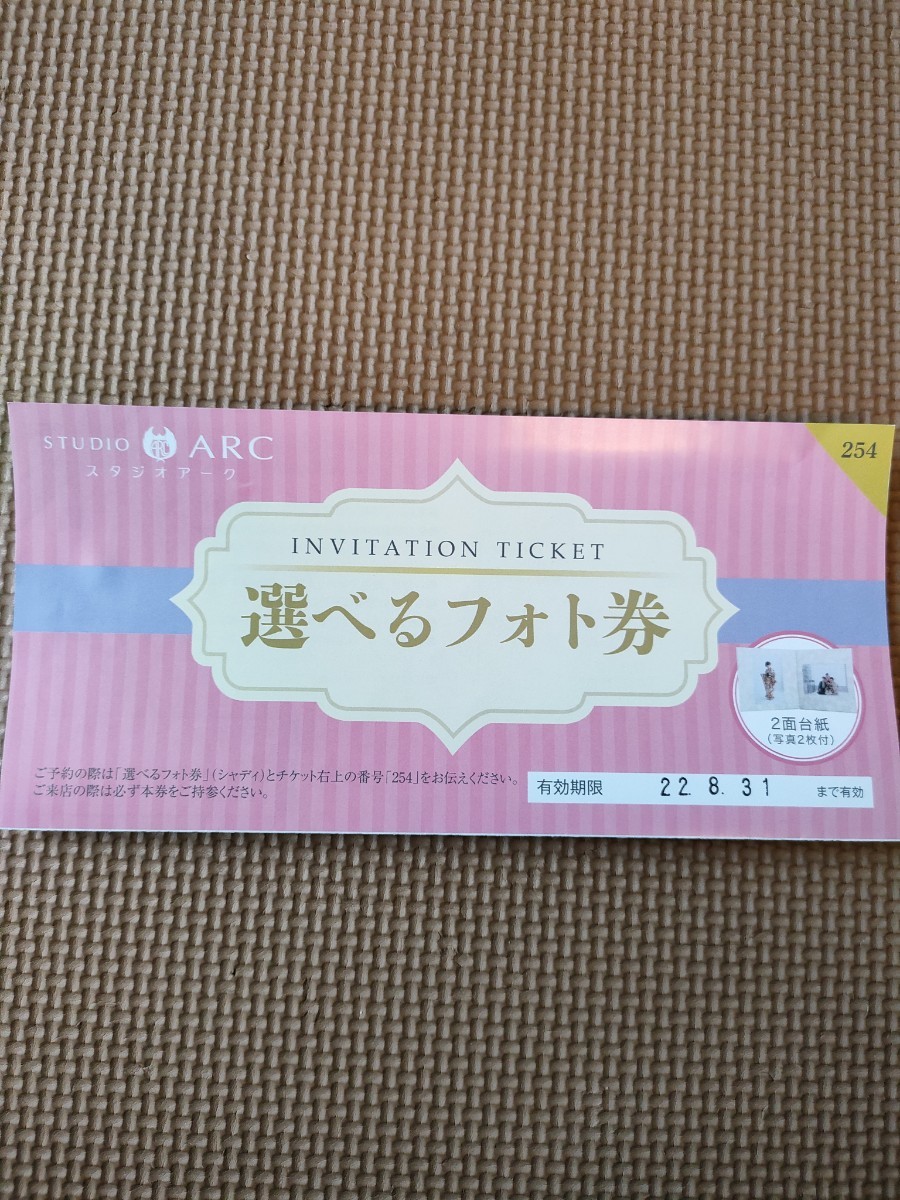 STUDIO ARC
スタジオアーク
254
INVITATION TICKET
選べるフォト券
2面台紙
(写真2枚付)
ご予約の際は「選べるフォト券」(シャディ)とチケット右上の番号「254」をお伝えください。
ご来店の際は必ず本券をご持参ください。
有効期限 22. 8. 31 まで有効